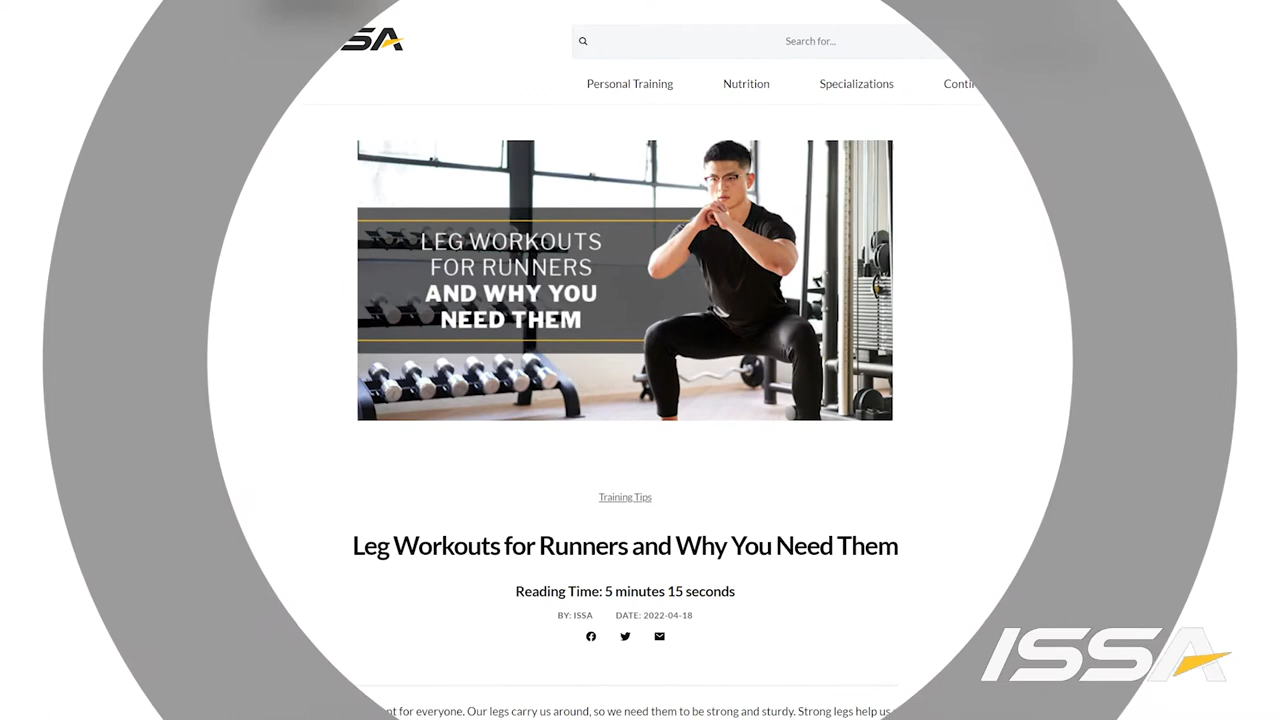 ISSA
Search for...
Personal Training
Nutrition
Specializations
LEG WORKOUTS
FOR RUNNERS
AND WHY YOU
NEED THEM
Training Tips
Leg Workouts for Runners and Why You Need Them
Reading Time: 5 minutes 15 seconds
BY: ISSA DATE: 2022-04-18
for everyone. Our legs carry us around, so we need them to be strong and sturdy. Strong legs help us
ISSA